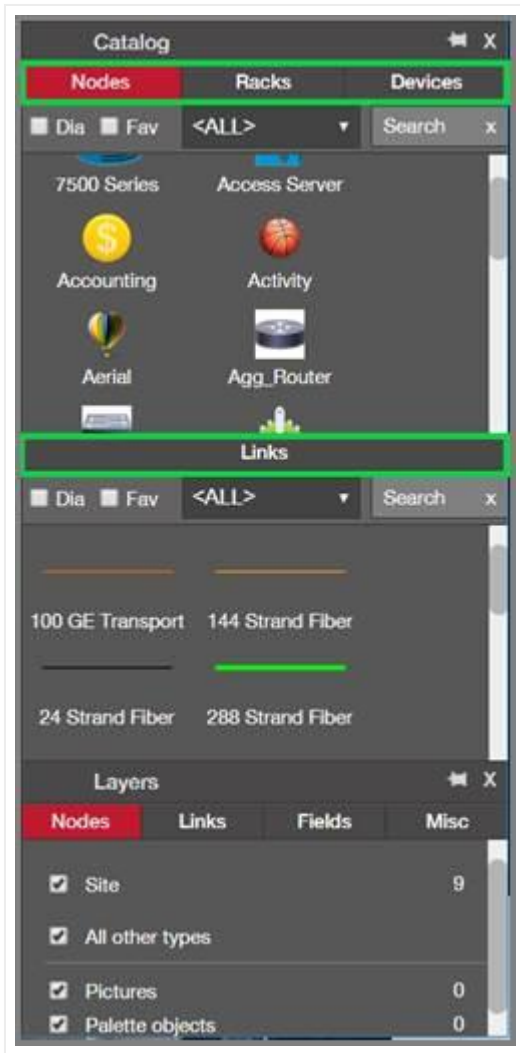 Catalog X
Nodes Racks Devices
Dia Fav <ALL> Search x
7500 Series Access Server
Accounting Activity
Aerial Agg_Router
Links
Dia Fav <ALL> Search x
100 GE Transport 144 Strand Fiber
24 Strand Fiber 288 Strand Fiber
Layers X
Nodes Links Fields Misc
Site 9
All other types
Pictures 0
Palette objects 0